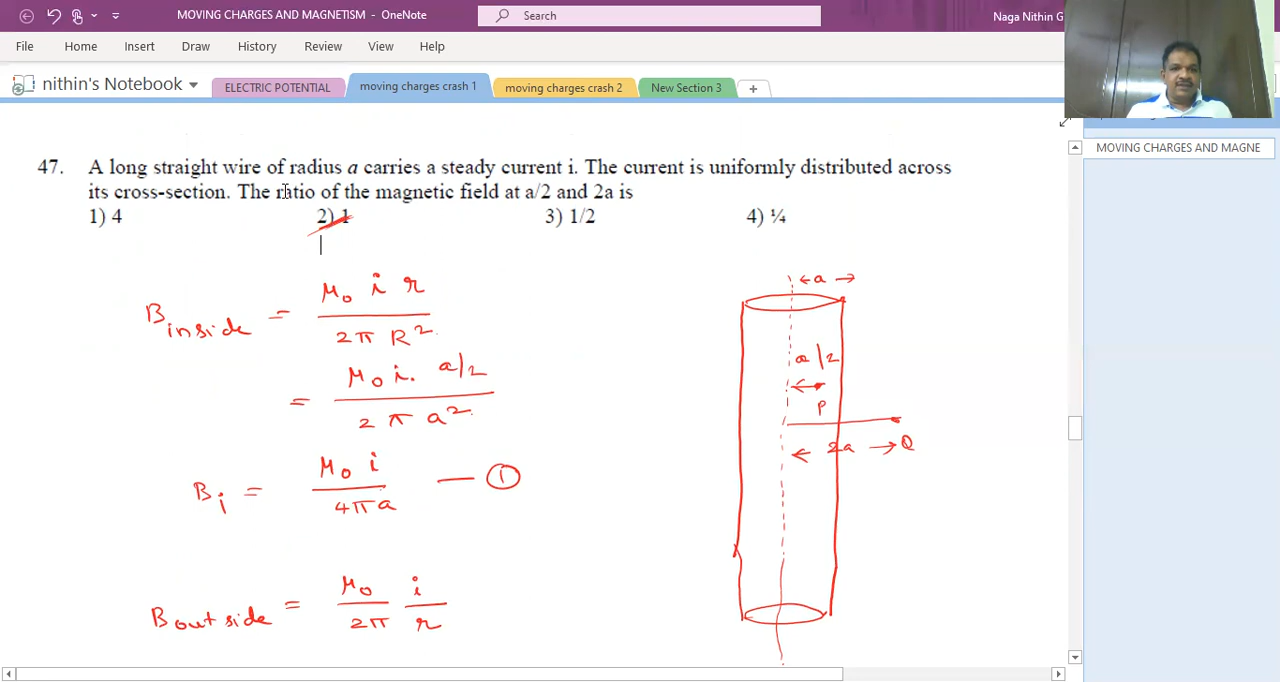 MOVING CHARGES AND MAGNETISM - OneNote
Search
Naga Nithin G
File Home Insert Draw History Review View Help
nithin's Notebook
ELECTRIC POTENTIAL
moving charges crash 1
moving charges crash 2
New Section 3
MOVING CHARGES AND MAGNE
47. A long straight wire of radius a carries a steady current i. The current is uniformly distributed across
its cross-section. The ratio of the magnetic field at a/2 and 2a is
1) 4 2) 1 3) 1/2 4) ¼
B inside = μ₀ i r / 2π R²
= μ₀ i. a/2 / 2 π a²
Bi = μ₀ i / 4πa — ①
B outside = μ₀ / 2π i / r
a
a/2
P
2a Q